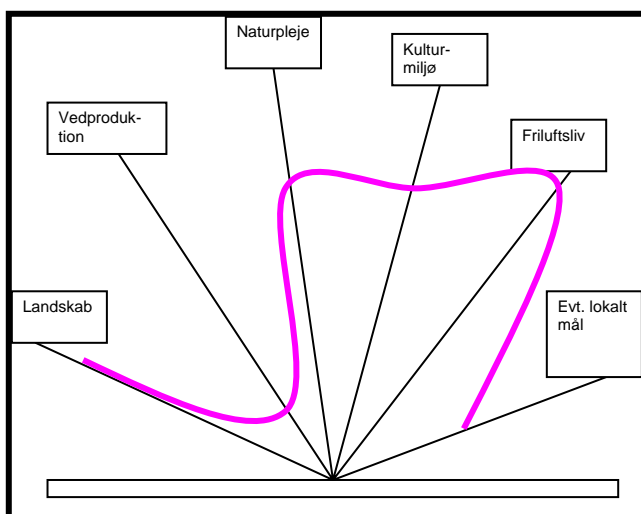 Naturpleje
Kultur-
miljø
Vedproduk-
tion
Friluftsliv
Landskab
Evt. lokalt
mål